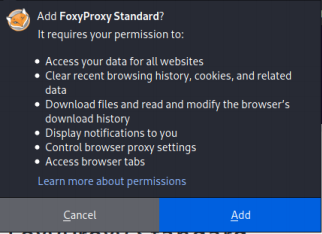 Add FoxyProxy Standard?
It requires your permission to:
• Access your data for all websites
• Clear recent browsing history, cookies, and related
data
• Download files and read and modify the browser's
download history
• Display notifications to you
• Control browser proxy settings
• Access browser tabs
Learn more about permissions
Cancel
Add